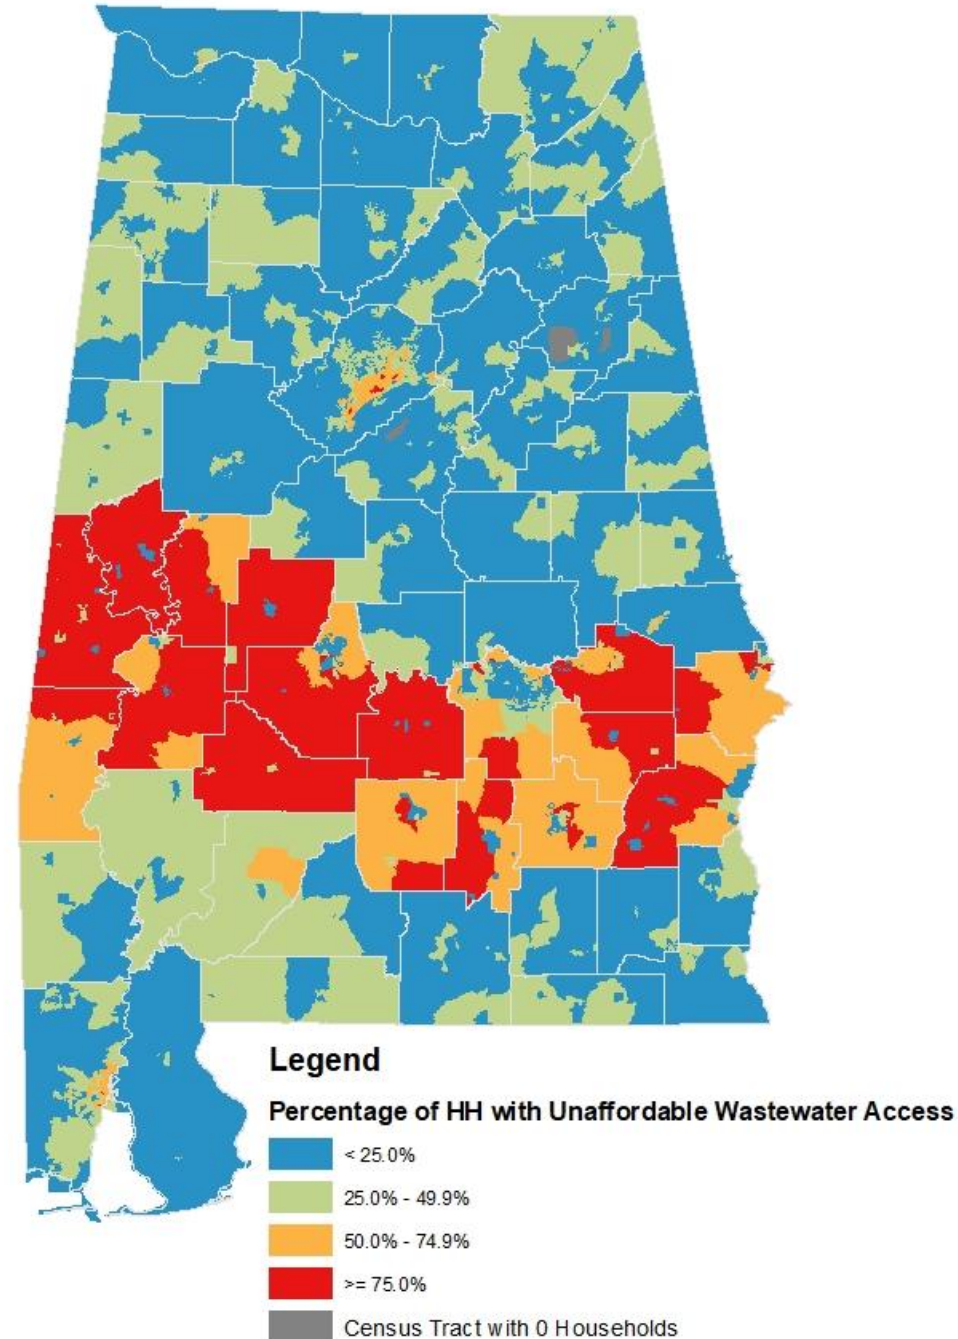 Legend
Percentage of HH with Unaffordable Wastewater Access
< 25.0%
25.0% - 49.9%
50.0% - 74.9%
>= 75.0%
Census Tract with 0 Households